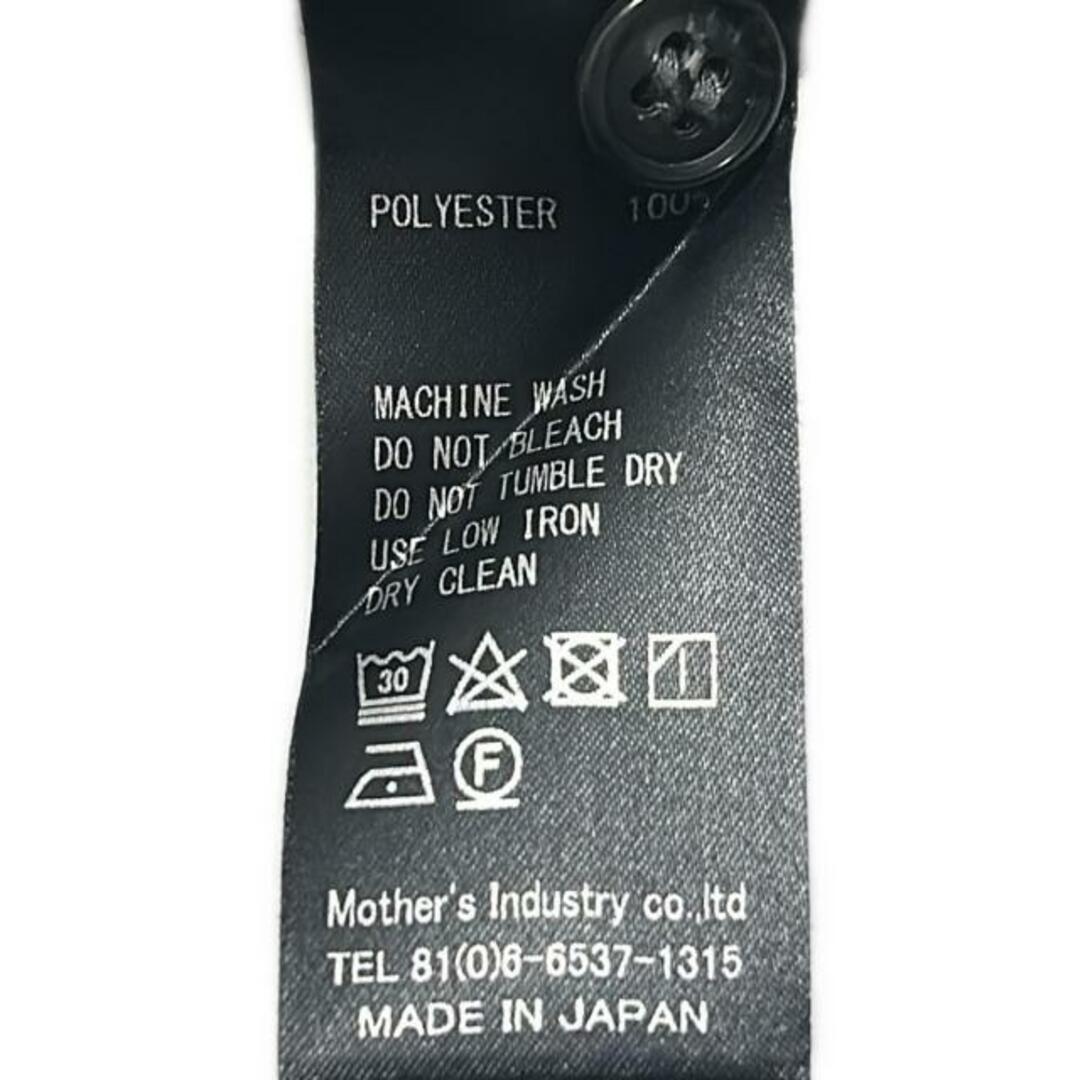 POLYESTER 100%
MACHINE WASH
DO NOT BLEACH
DO NOT TUMBLE DRY
USE LOW IRON
DRY CLEAN
30
F
Mother's Industry co.,ltd
TEL 81(0)6-6537-1315
MADE IN JAPAN